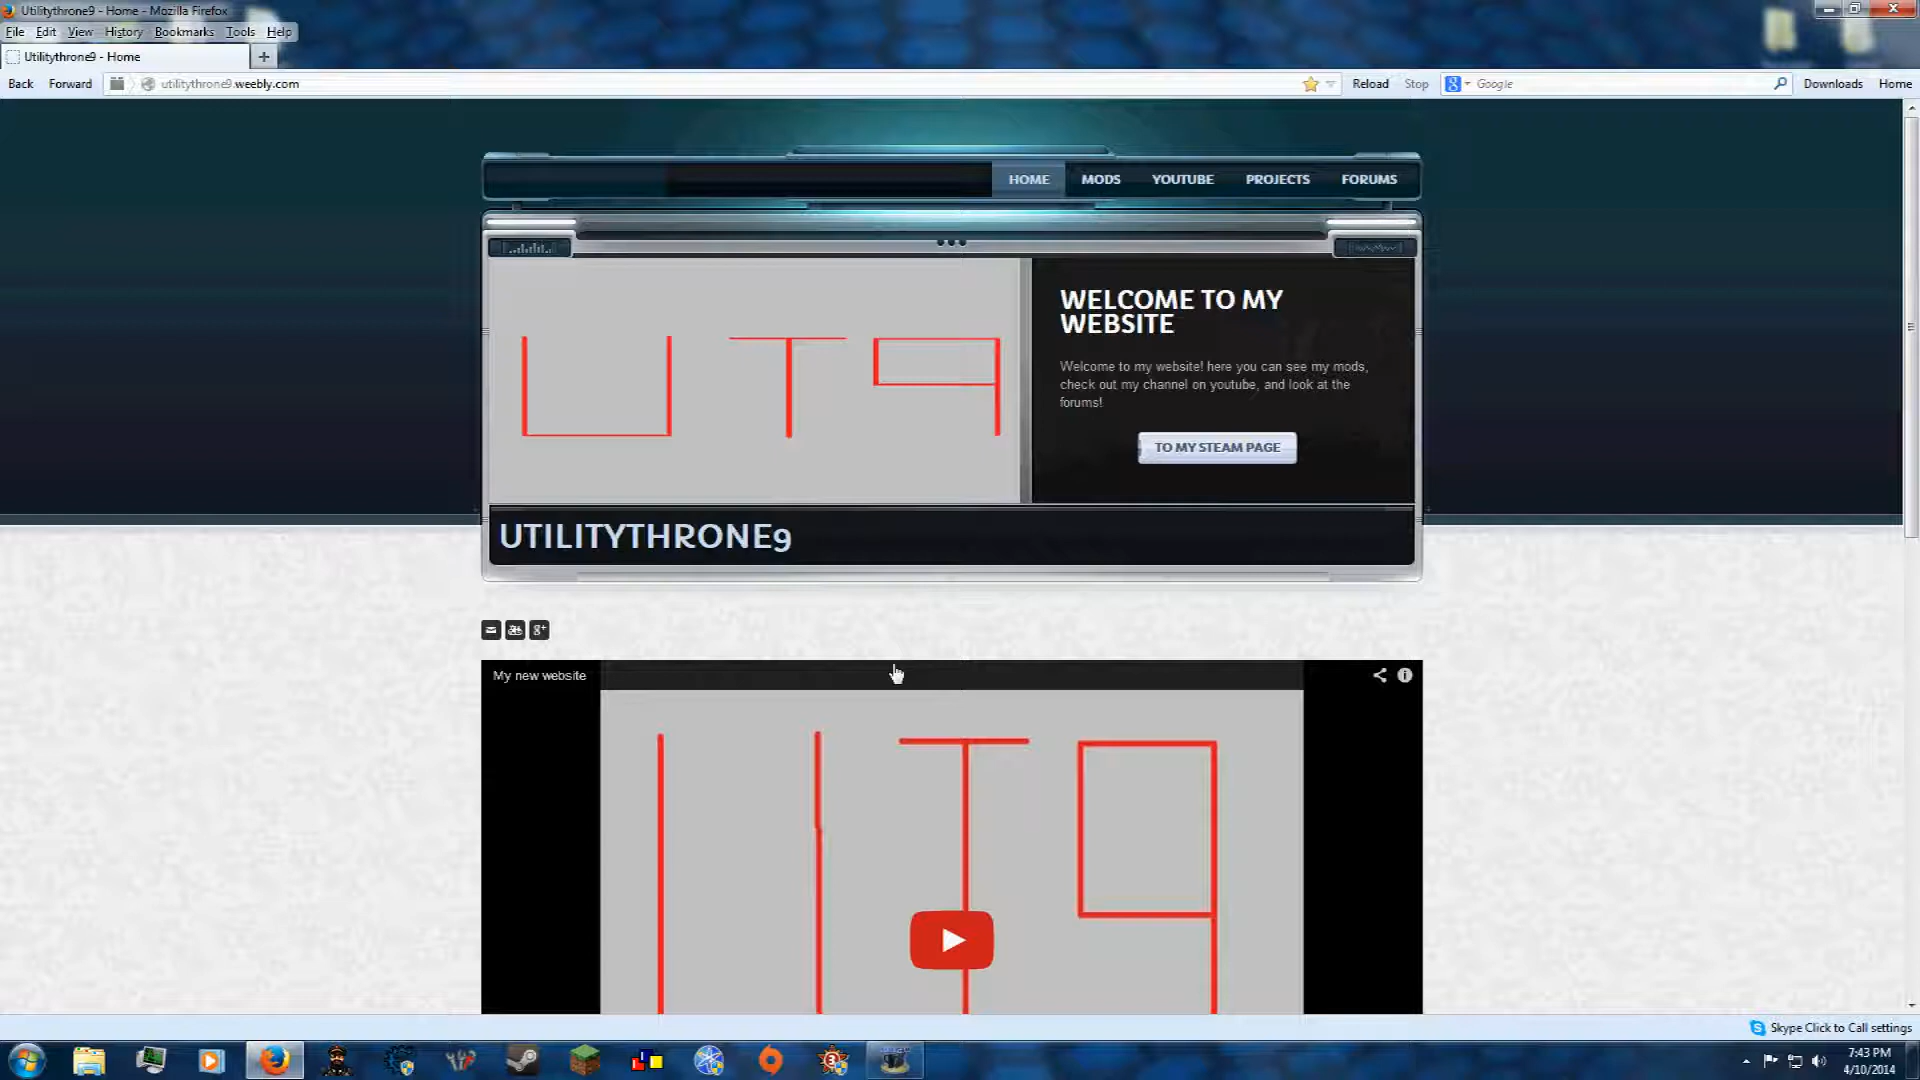 Utilitythrone9 - Home - Mozilla Firefox
File Edit View History Bookmarks Tools Help
Utilitythrone9 - Home +
Back Forward utilitythrone9.weebly.com Reload Stop Google Downloads Home
HOME MODS YOUTUBE PROJECTS FORUMS
UT9
WELCOME TO MY
WEBSITE
Welcome to my website! here you can see my mods,
check out my channel on youtube, and look at the
forums!
TO MY STEAM PAGE
UTILITYTHRONE9
My new website
UT9
Skype Click to Call settings
7:43 PM
4/10/2014